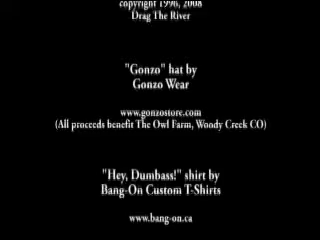 copyright 1996, 2008
Drag The River
"Gonzo" hat by
Gonzo Wear
www.gonzostore.com
(All proceeds benefit The Owl Farm, Woody Creek CO)
"Hey, Dumbass!" shirt by
Bang-On Custom T-Shirts
www.bang-on.ca